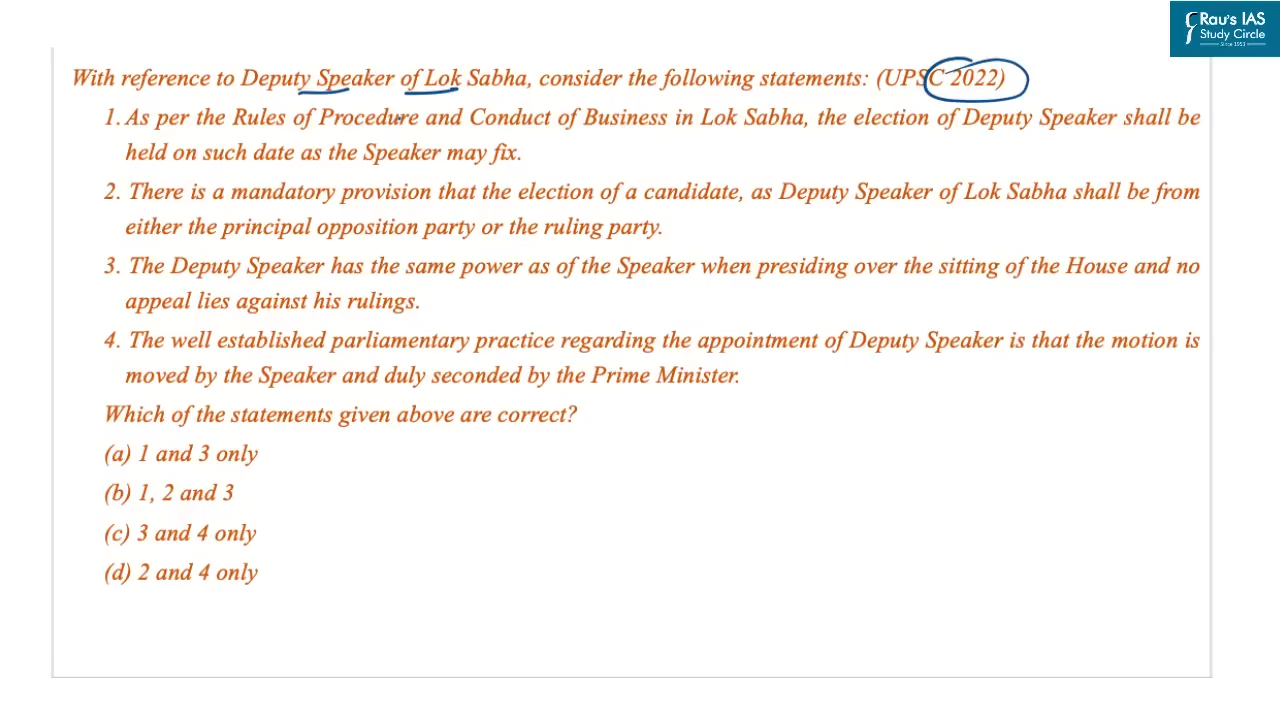 Rau's IAS
Study Circle
Since 1953
With reference to Deputy Speaker of Lok Sabha, consider the following statements: (UPSC 2022)
1. As per the Rules of Procedure and Conduct of Business in Lok Sabha, the election of Deputy Speaker shall be
held on such date as the Speaker may fix.
2. There is a mandatory provision that the election of a candidate, as Deputy Speaker of Lok Sabha shall be from
either the principal opposition party or the ruling party.
3. The Deputy Speaker has the same power as of the Speaker when presiding over the sitting of the House and no
appeal lies against his rulings.
4. The well established parliamentary practice regarding the appointment of Deputy Speaker is that the motion is
moved by the Speaker and duly seconded by the Prime Minister.
Which of the statements given above are correct?
(a) 1 and 3 only
(b) 1, 2 and 3
(c) 3 and 4 only
(d) 2 and 4 only